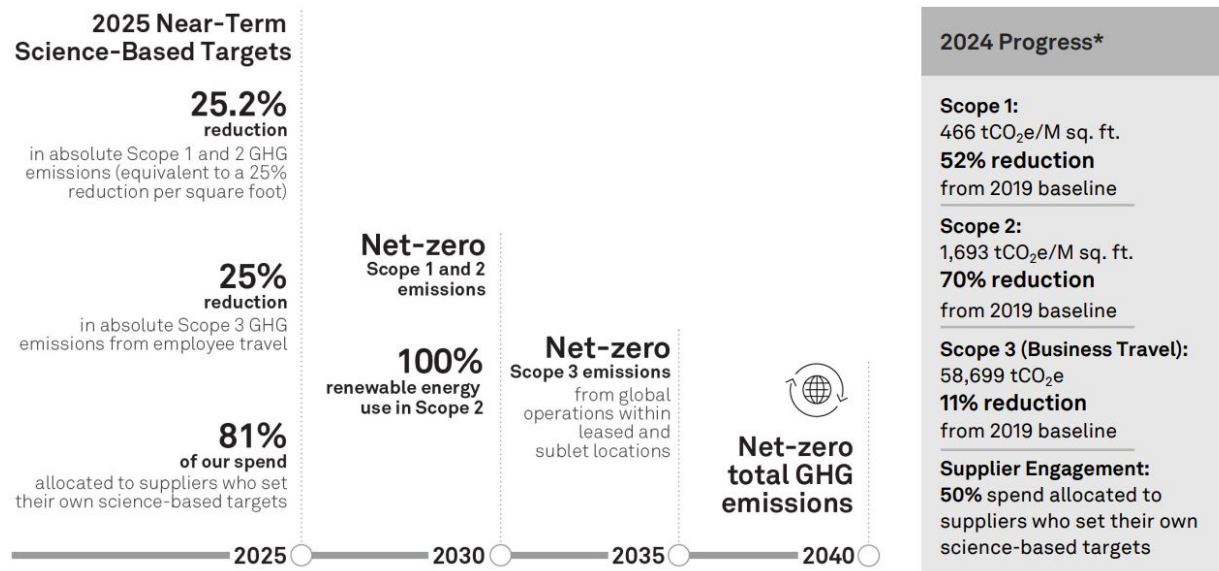 2025 Near-Term
Science-Based Targets
25.2%
reduction
in absolute Scope 1 and 2 GHG
emissions (equivalent to a 25%
reduction per square foot)
25%
reduction
in absolute Scope 3 GHG
emissions from employee travel
81%
of our spend
allocated to suppliers who set
their own science-based targets
2025
Net-zero
Scope 1 and 2
emissions
100%
renewable energy
use in Scope 2
2030
Net-zero
Scope 3 emissions
from global
operations within
leased and
sublet locations
2035
Net-zero
total GHG
emissions
2040
2024 Progress*
Scope 1:
466 tCO₂e/M sq. ft.
52% reduction
from 2019 baseline
Scope 2:
1,693 tCO₂e/M sq. ft.
70% reduction
from 2019 baseline
Scope 3 (Business Travel):
58,699 tCO₂e
11% reduction
from 2019 baseline
Supplier Engagement:
50% spend allocated to
suppliers who set their own
science-based targets